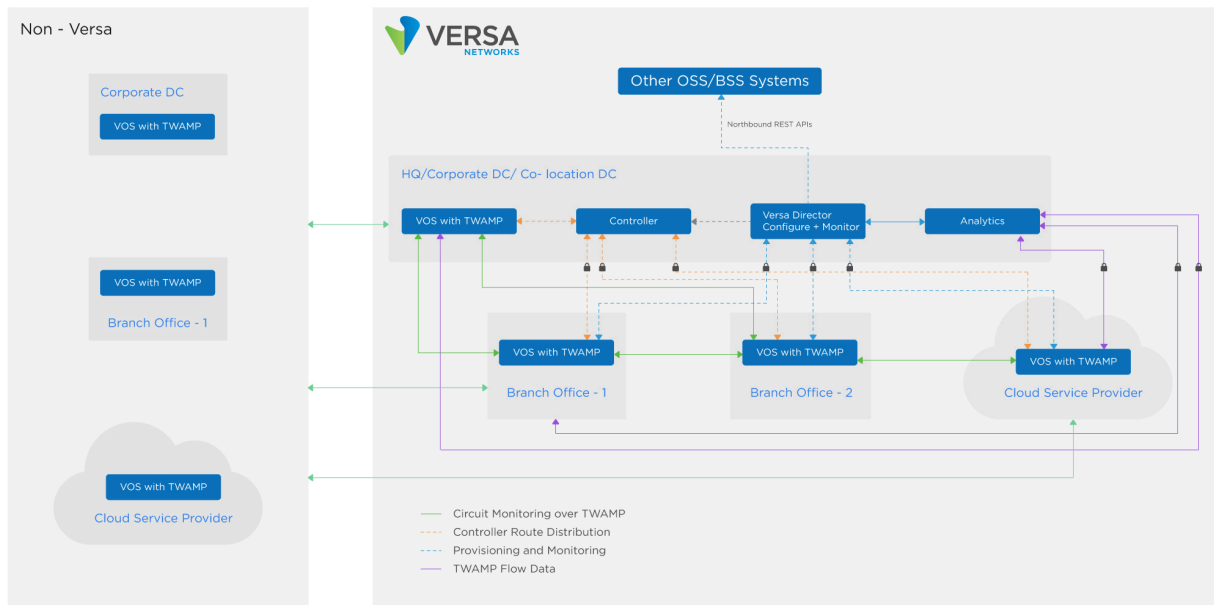 Non - Versa
Corporate DC
VOS with TWAMP
VOS with TWAMP
Branch Office - 1
VOS with TWAMP
Cloud Service Provider
VERSA
NETWORKS
Other OSS/BSS Systems
Northbound REST APIs
HQ/Corporate DC/ Co- location DC
VOS with TWAMP
Controller
Versa Director
Configure + Monitor
Analytics
VOS with TWAMP
Branch Office - 1
VOS with TWAMP
Branch Office - 2
VOS with TWAMP
Cloud Service Provider
Circuit Monitoring over TWAMP
Controller Route Distribution
Provisioning and Monitoring
TWAMP Flow Data